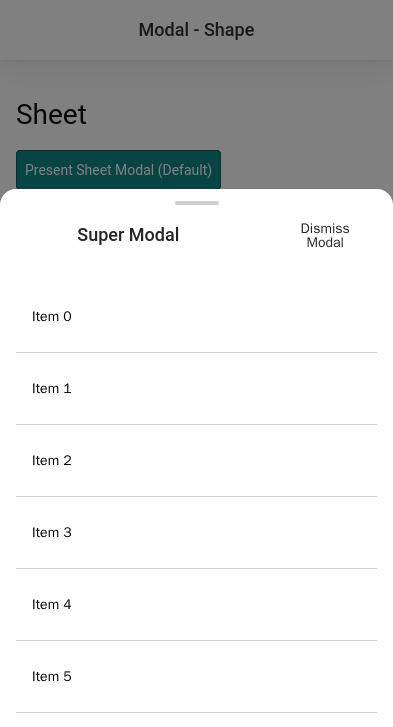 Modal - Shape
Sheet
Present Sheet Modal (Default)
Super Modal
Dismiss
Modal
Item 0
Item 1
Item 2
Item 3
Item 4
Item 5